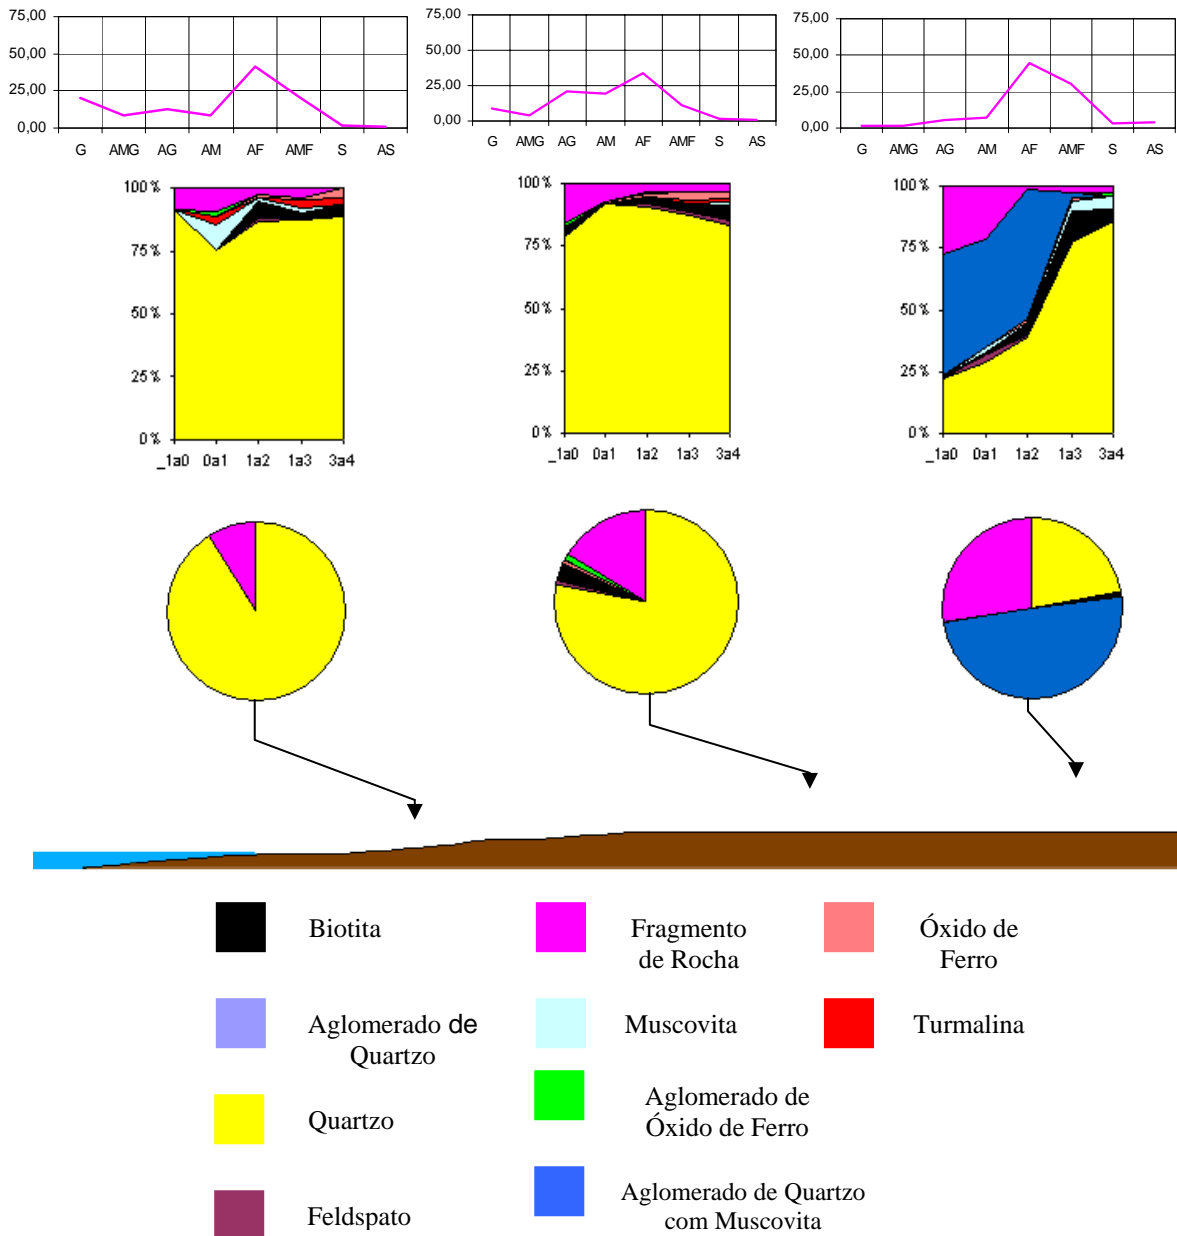 75,00
50,00
25,00
0,00
G AMG AG AM AF AMF S AS
75,00
50,00
25,00
0,00
G AMG AG AM AF AMF S AS
75,00
50,00
25,00
0,00
G AMG AG AM AF AMF S AS
100%
75%
50%
25%
0%
_1a0 0a1 1a2 1a3 3a4
100%
75%
50%
25%
0%
_1a0 0a1 1a2 1a3 3a4
100%
75%
50%
25%
0%
_1a0 0a1 1a2 1a3 3a4
Biotita
Fragmento
de Rocha
Óxido de
Ferro
Aglomerado de
Quartzo
Muscovita
Turmalina
Quartzo
Aglomerado de
Óxido de Ferro
Feldspato
Aglomerado de Quartzo
com Muscovita